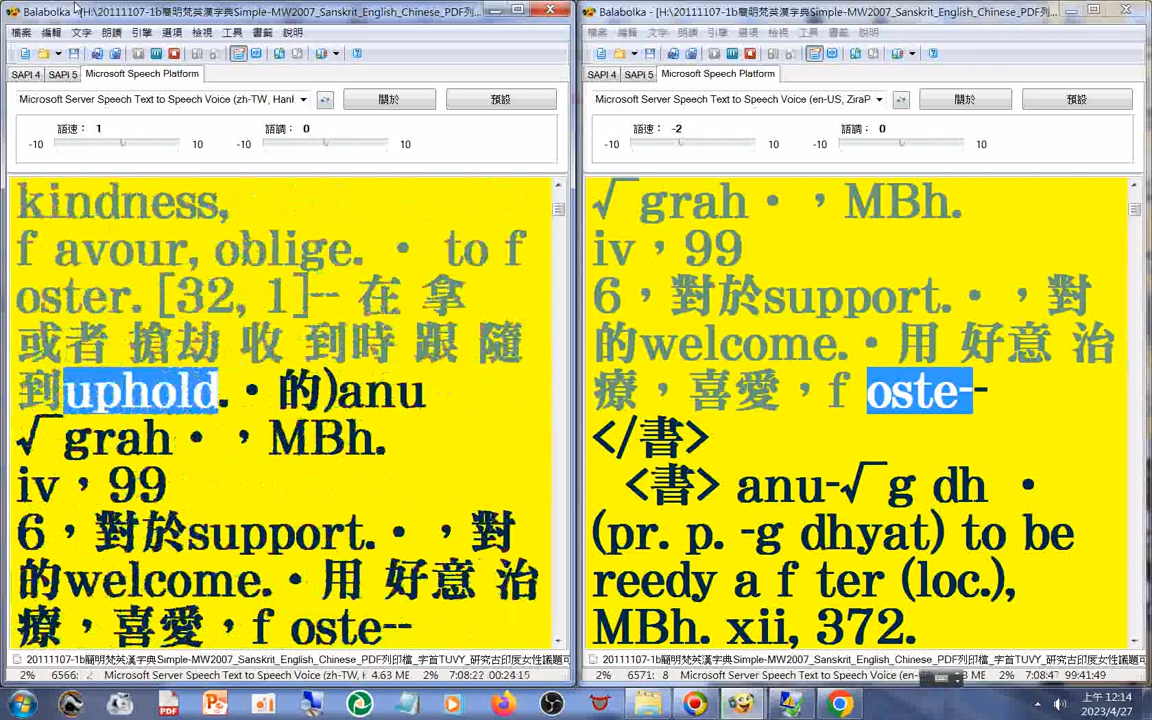 Balabolka - [H:\20111107-1b簡明梵英漢字典Simple-MW2007_Sanskrit_English_Chinese_PDF列...
檔案 編輯 文字 朗讀 引擎 選項 檢視 工具 書籤 說明
SAPI 4 SAPI 5 Microsoft Speech Platform
Microsoft Server Speech Text to Speech Voice (zh-TW, Hanl 關於 預設
語速： 1 語調： 0
-10 10 -10 10
kindness,
f avour, oblige.‧ to f
oster. [32, 1]-- 在 拿
或者 搶劫 收 到時 跟 隨
到uphold.‧的)anu
√grah‧，MBh.
iv，99
6，對於support.‧，對
的welcome.‧用 好意 治
療，喜愛，f oste--
20111107-1b簡明梵英漢字典Simple-MW2007_Sanskrit_English_Chinese_PDF列印檔_字首TUVY_研究古印度女性議題可
2% 6566: 2 Microsoft Server Speech Text to Speech Voice (zh-TW, H 4.63 MB 2% 7:08:22 00:24:15
Balabolka - [H:\20111107-1b簡明梵英漢字典Simple-MW2007_Sanskrit_English_Chinese_PDF列印...
檔案 編輯 文字 朗讀 引擎 選項 檢視 工具 書籤 說明
SAPI 4 SAPI 5 Microsoft Speech Platform
Microsoft Server Speech Text to Speech Voice (en-US, ZiraP 關於 預設
語速： -2 語調： 0
-10 10 -10 10
√grah‧，MBh.
iv，99
6，對於support.‧，對
的welcome.‧用 好意 治
療，喜愛，f oste--
</書>
<書> anu-√g dh ‧
(pr. p. -g dhyat) to be
reedy a f ter (loc.),
MBh. xii, 372.
20111107-1b簡明梵英漢字典Simple-MW2007_Sanskrit_English_Chinese_PDF列印檔_字首TUVY_研究古印度女性議題可
2% 6571: 8 Microsoft Server Speech Text to Speech Voice 2% 7:08:47 99:41:49
上午 12:14
2023/4/27